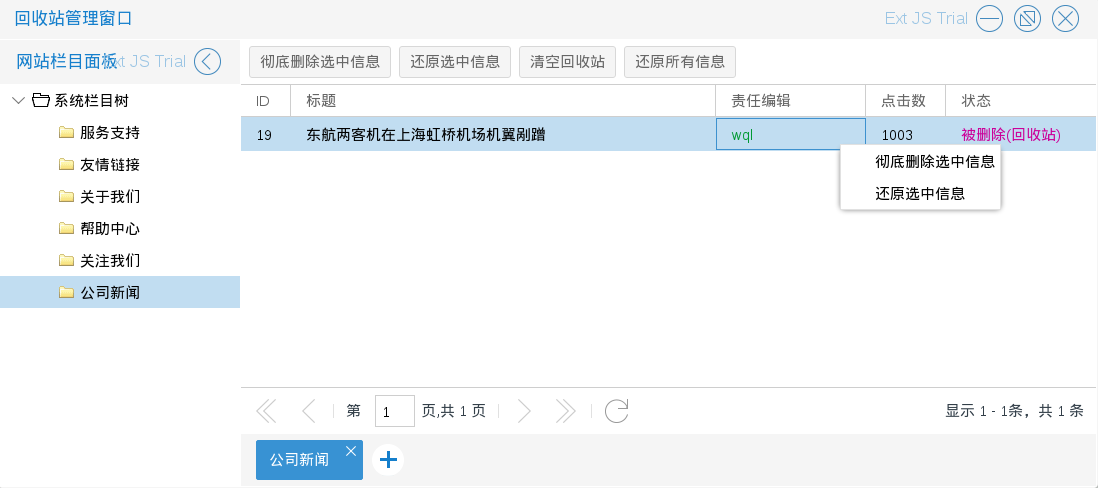 回收站管理窗口
Ext JS Trial
网站栏目面板
Ext JS Trial
彻底删除选中信息 还原选中信息 清空回收站 还原所有信息
系统栏目树
服务支持
友情链接
关于我们
帮助中心
关注我们
公司新闻
ID 标题 责任编辑 点击数 状态
19 东航两客机在上海虹桥机场机翼剐蹭 wql 1003 被删除(回收站)
彻底删除选中信息
还原选中信息
第 1 页,共 1 页
显示 1 - 1条，共 1 条
公司新闻